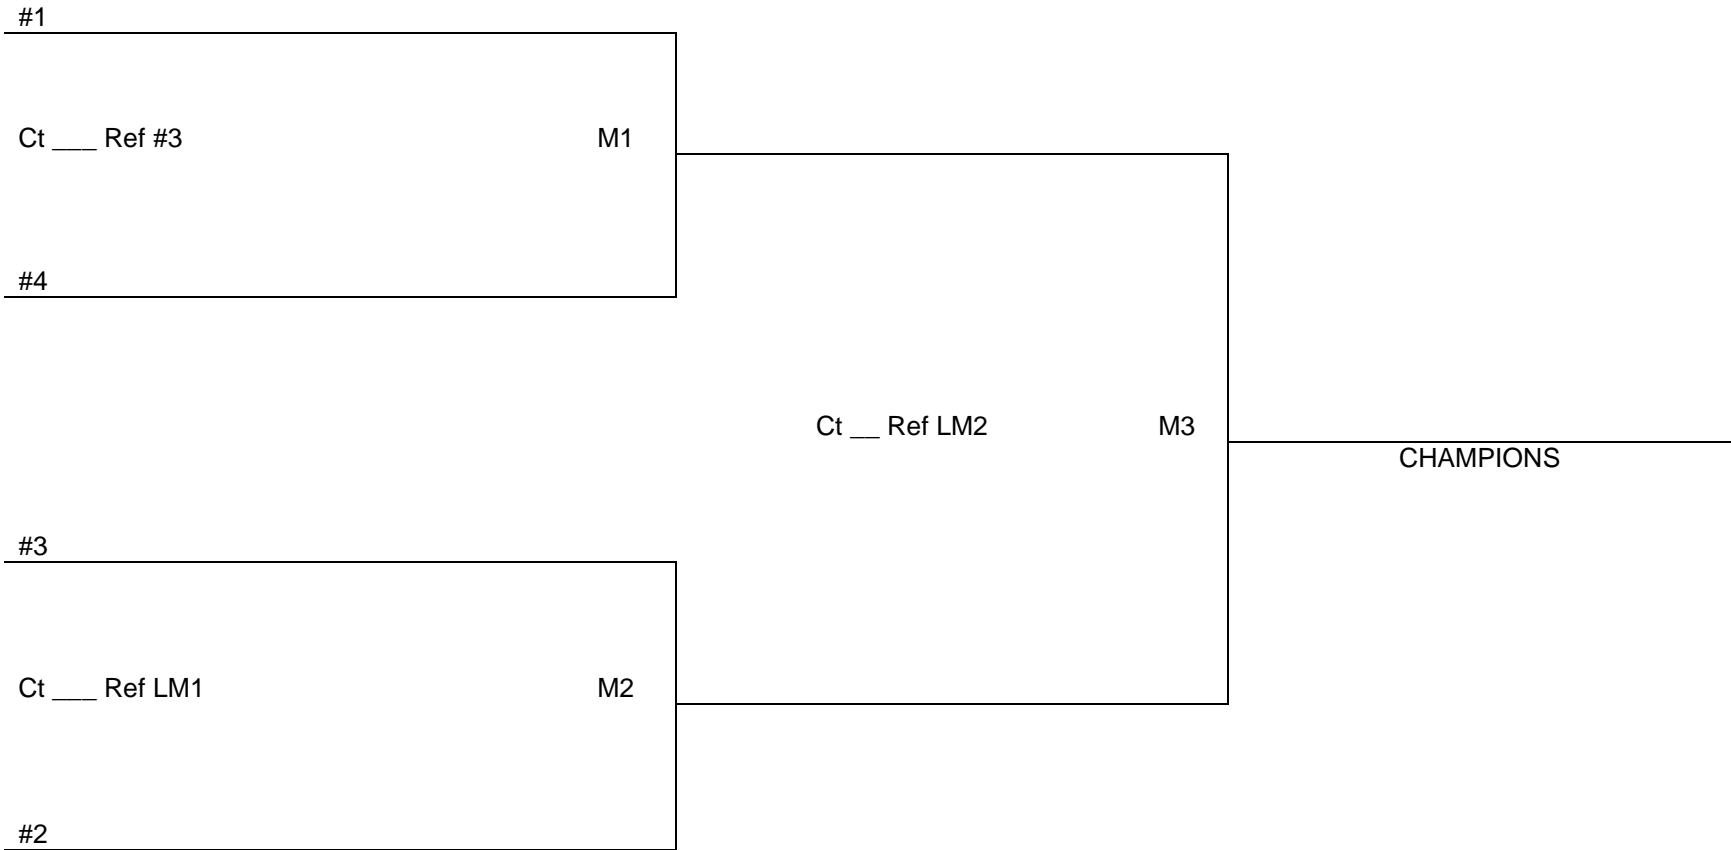 #1
Ct ___ Ref #3 M1
#4
Ct __ Ref LM2 M3
CHAMPIONS
#3
Ct ___ Ref LM1 M2
#2